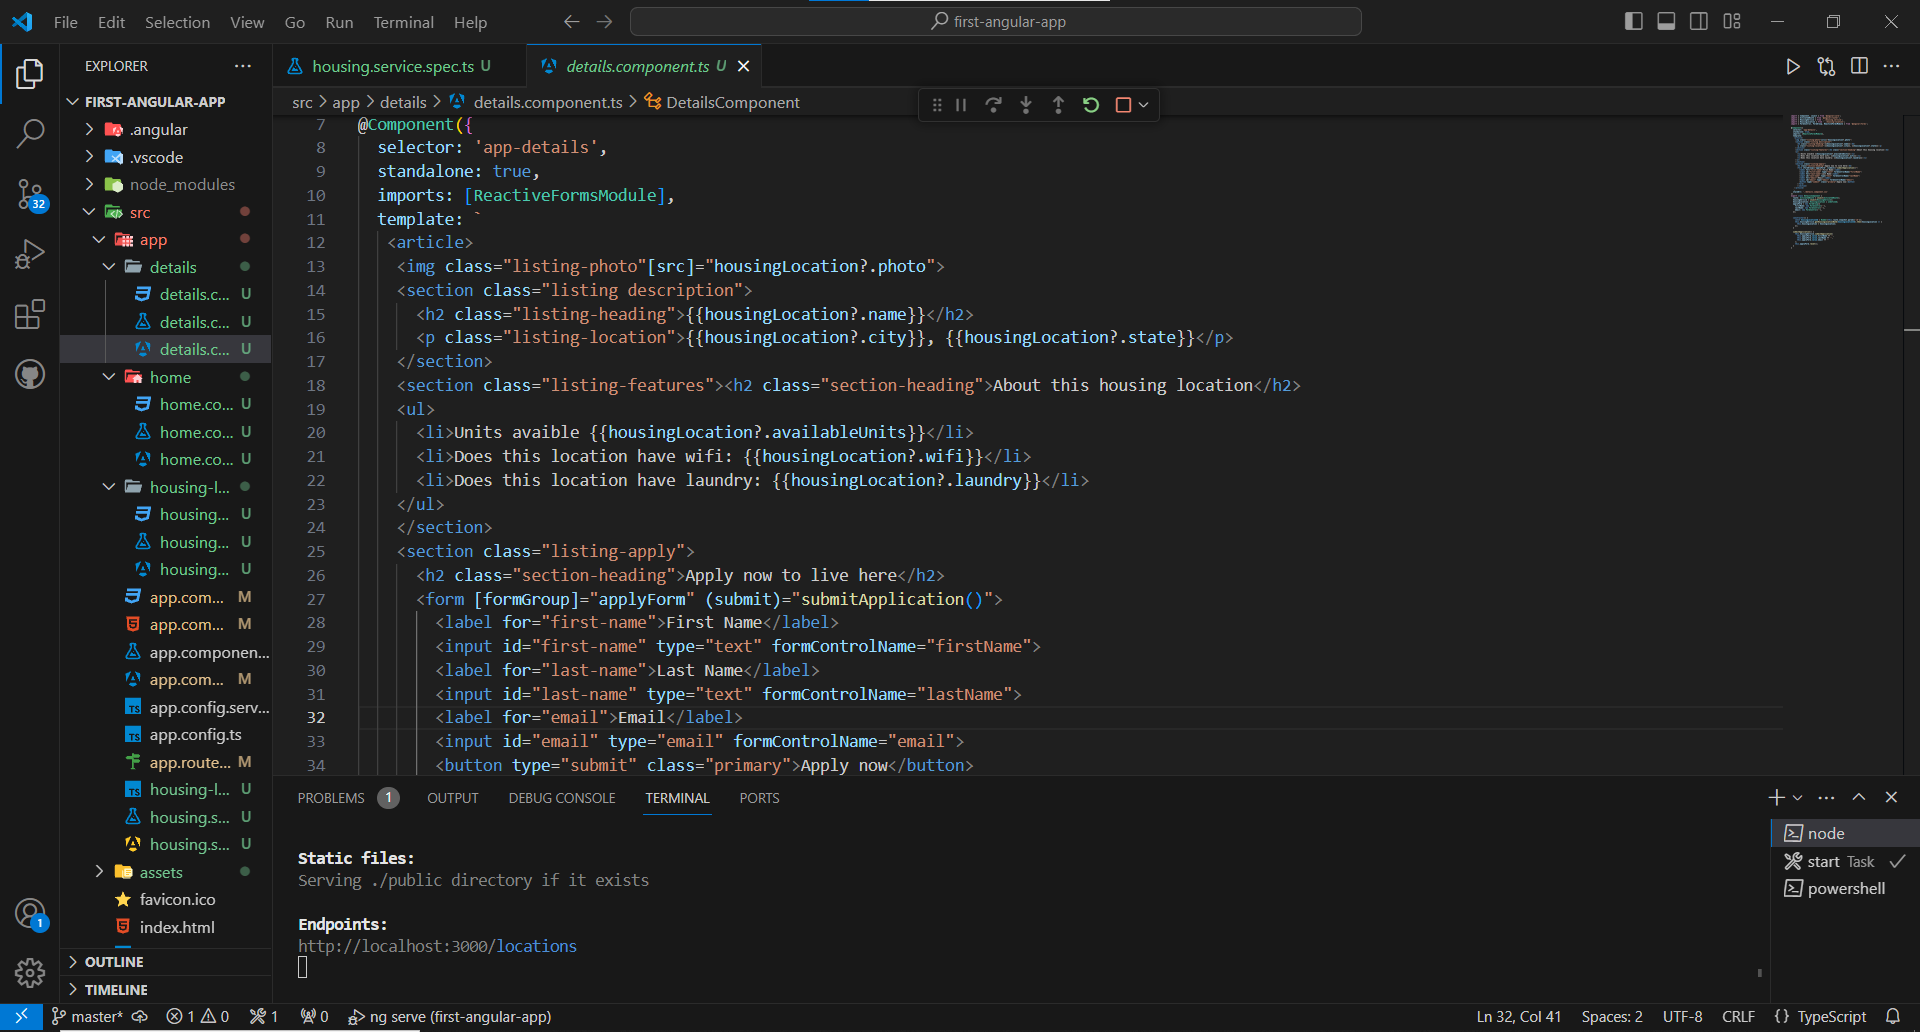 File Edit Selection View Go Run Terminal Help
first-angular-app
EXPLORER
housing.service.spec.ts U
details.component.ts U
src > app > details > details.component.ts > DetailsComponent
FIRST-ANGULAR-APP
.angular
.vscode
node_modules
src
app
details
details.c... U
details.c... U
details.c... U
home
home.co... U
home.co... U
home.co... U
housing-l...
housing... U
housing... U
housing... U
app.com... M
app.com... M
app.componen...
app.com... M
app.config.serv...
app.config.ts
app.route... M
housing-l... U
housing.s... U
housing.s... U
assets
favicon.ico
index.html
OUTLINE
TIMELINE
32
1
7 @Component({
8 selector: 'app-details',
9 standalone: true,
10 imports: [ReactiveFormsModule],
11 template: `
12 <article>
13 <img class="listing-photo"[src]="housingLocation?.photo">
14 <section class="listing description">
15 <h2 class="listing-heading">{{housingLocation?.name}}</h2>
16 <p class="listing-location">{{housingLocation?.city}}, {{housingLocation?.state}}</p>
17 </section>
18 <section class="listing-features"><h2 class="section-heading">About this housing location</h2>
19 <ul>
20 <li>Units avaible {{housingLocation?.availableUnits}}</li>
21 <li>Does this location have wifi: {{housingLocation?.wifi}}</li>
22 <li>Does this location have laundry: {{housingLocation?.laundry}}</li>
23 </ul>
24 </section>
25 <section class="listing-apply">
26 <h2 class="section-heading">Apply now to live here</h2>
27 <form [formGroup]="applyForm" (submit)="submitApplication()">
28 <label for="first-name">First Name</label>
29 <input id="first-name" type="text" formControlName="firstName">
30 <label for="last-name">Last Name</label>
31 <input id="last-name" type="text" formControlName="lastName">
32 <label for="email">Email</label>
33 <input id="email" type="email" formControlName="email">
34 <button type="submit" class="primary">Apply now</button>
PROBLEMS 1 OUTPUT DEBUG CONSOLE TERMINAL PORTS
Static files:
Serving ./public directory if it exists
Endpoints:
http://localhost:3000/locations
node
start Task
powershell
master* 1 0 1 0 ng serve (first-angular-app)
Ln 32, Col 41 Spaces: 2 UTF-8 CRLF {} TypeScript